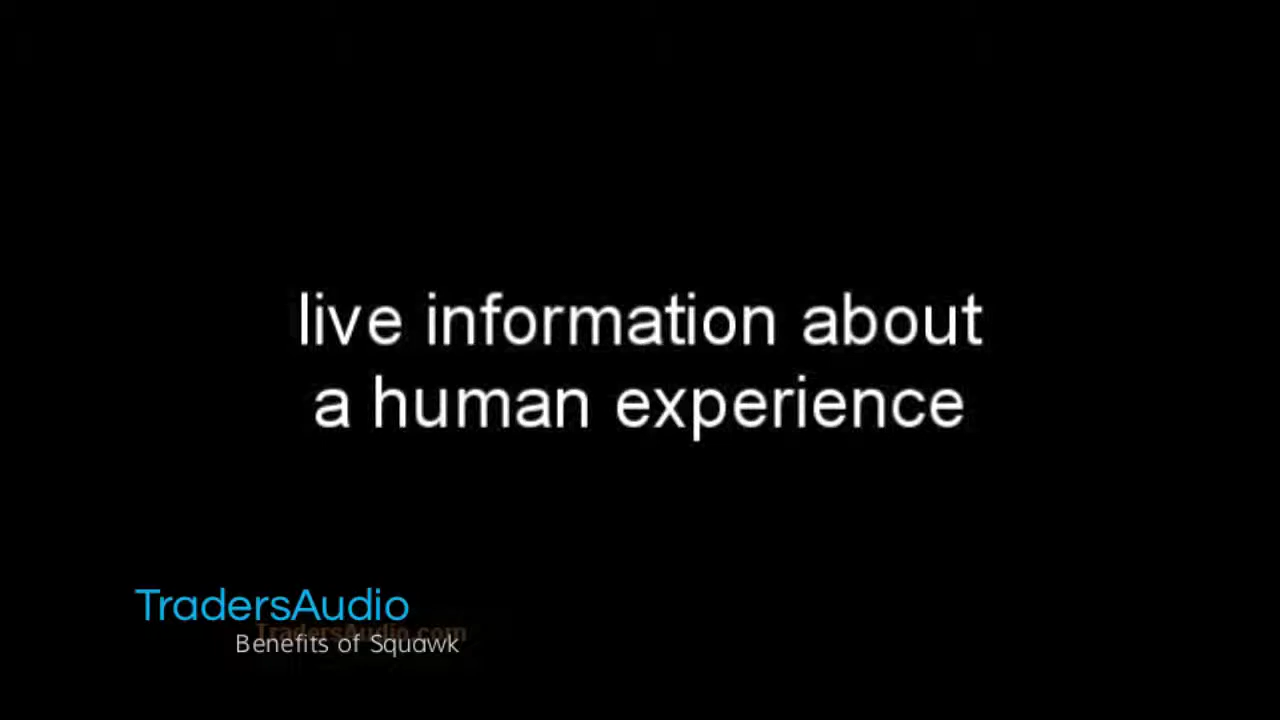 live information about
a human experience
TradersAudio
TradersAudio.com
Benefits of Squawk